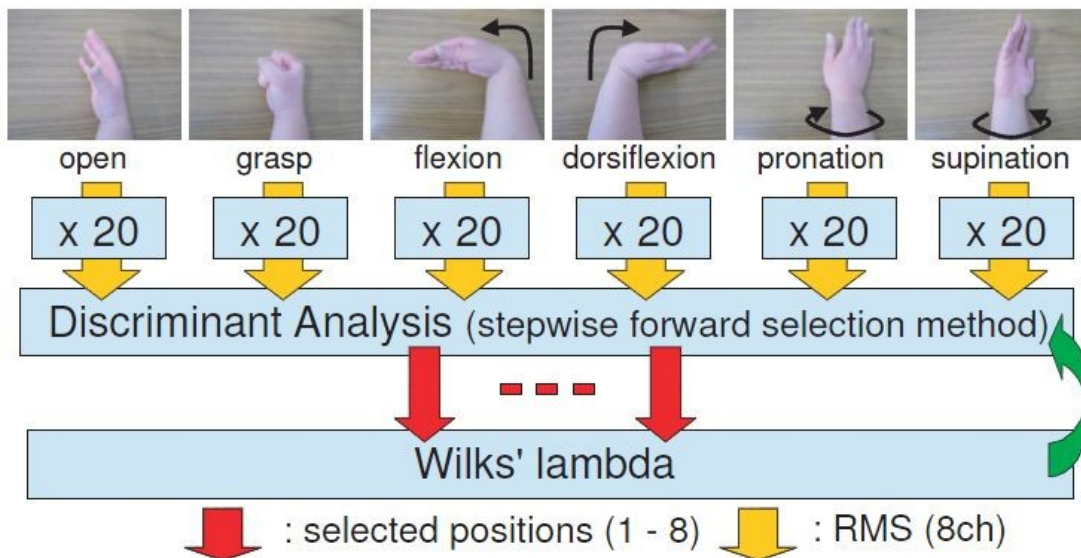 open grasp flexion dorsiflexion pronation supination
x 20 x 20 x 20 x 20 x 20 x 20
Discriminant Analysis (stepwise forward selection method)
Wilks' lambda
: selected positions (1 - 8) : RMS (8ch)